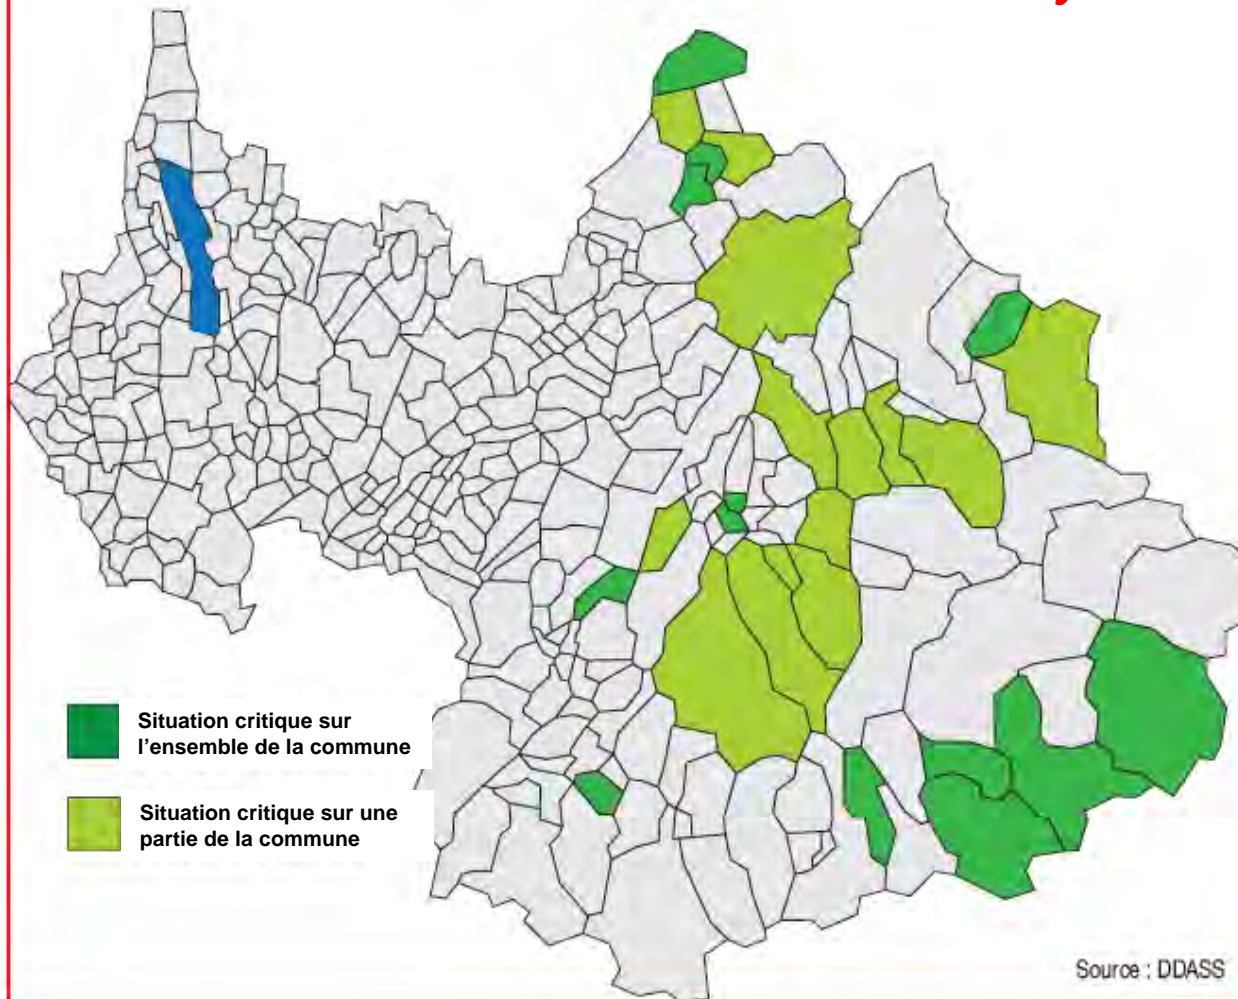 Situation critique sur
l'ensemble de la commune
Situation critique sur une
partie de la commune
Source : DDASS